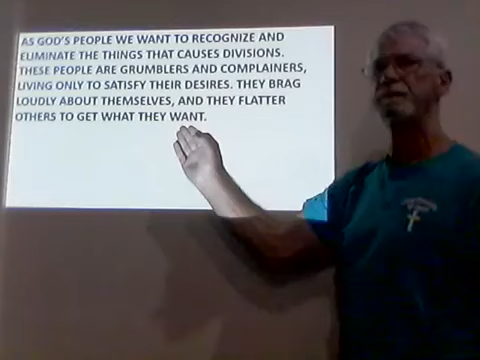 AS GOD'S PEOPLE WE WANT TO RECOGNIZE AND
ELIMINATE THE THINGS THAT CAUSES DIVISIONS.
THESE PEOPLE ARE GRUMBLERS AND COMPLAINERS,
LIVING ONLY TO SATISFY THEIR DESIRES. THEY BRAG
LOUDLY ABOUT THEMSELVES, AND THEY FLATTER
OTHERS TO GET WHAT THEY WANT.